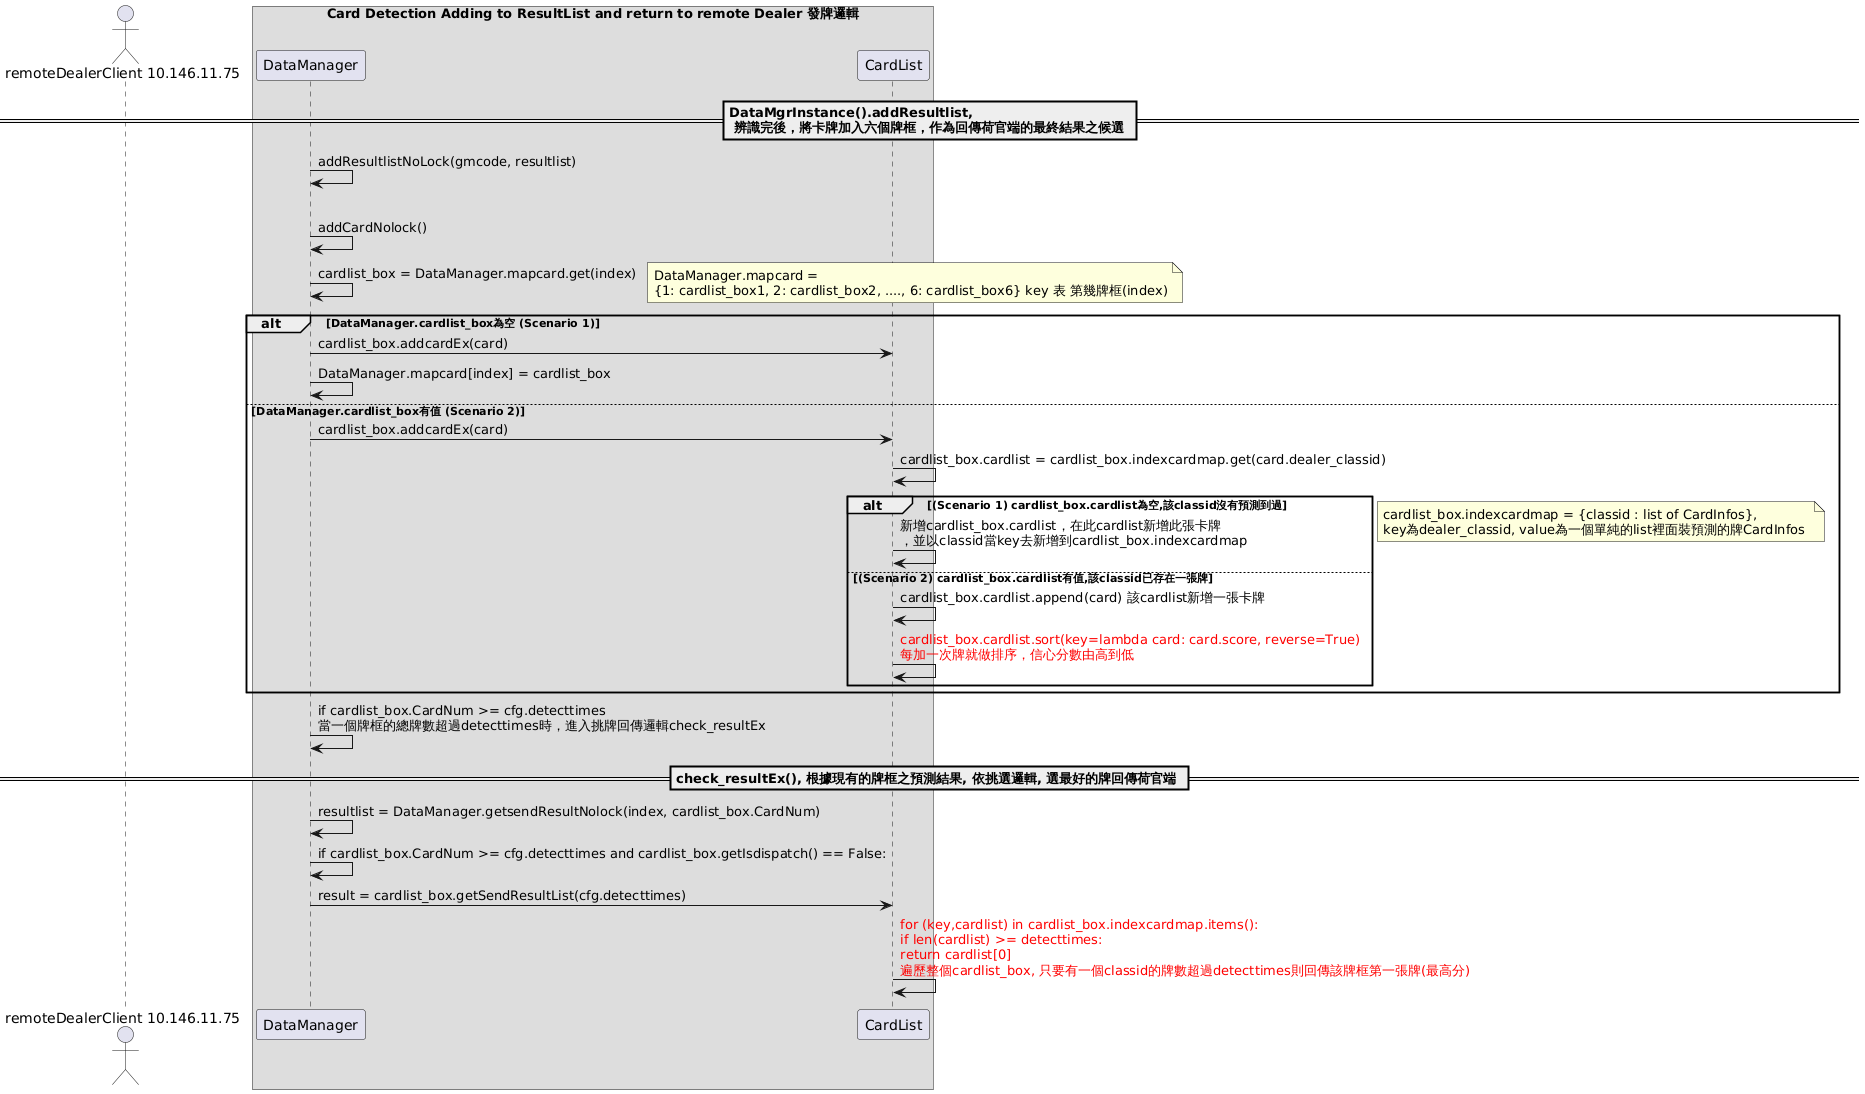 Card Detection Adding to ResultList and return to remote Dealer 發牌邏輯
remoteDealerClient 10.146.11.75
DataManager
CardList
DataMgrInstance().addResultlist,
辨識完後，將卡牌加入六個牌框，作為回傳荷官端的最終結果之候選
addResultlistNoLock(gmcode, resultlist)
addCardNolock()
cardlist_box = DataManager.mapcard.get(index)
DataManager.mapcard =
{1: cardlist_box1, 2: cardlist_box2, ...., 6: cardlist_box6} key 表 第幾牌框(index)
alt
[DataManager.cardlist_box為空 (Scenario 1)]
cardlist_box.addcardEx(card)
DataManager.mapcard[index] = cardlist_box
[DataManager.cardlist_box有值 (Scenario 2)]
cardlist_box.addcardEx(card)
cardlist_box.cardlist = cardlist_box.indexcardmap.get(card.dealer_classid)
alt
[(Scenario 1) cardlist_box.cardlist為空,該classid沒有預測到過]
新增cardlist_box.cardlist，在此cardlist新增此張卡牌
，並以classid當key去新增到cardlist_box.indexcardmap
cardlist_box.indexcardmap = {classid : list of CardInfos},
key為dealer_classid, value為一個單純的list裡面裝預測的牌CardInfos
[(Scenario 2) cardlist_box.cardlist有值,該classid已存在一張牌]
cardlist_box.cardlist.append(card) 該cardlist新增一張卡牌
cardlist_box.cardlist.sort(key=lambda card: card.score, reverse=True)
每加一次牌就做排序，信心分數由高到低
if cardlist_box.CardNum >= cfg.detecttimes
當一個牌框的總牌數超過detecttimes時，進入挑牌回傳邏輯check_resultEx
check_resultEx(), 根據現有的牌框之預測結果, 依挑選邏輯, 選最好的牌回傳荷官端
resultlist = DataManager.getsendResultNolock(index, cardlist_box.CardNum)
if cardlist_box.CardNum >= cfg.detecttimes and cardlist_box.getIsdispatch() == False:
result = cardlist_box.getSendResultList(cfg.detecttimes)
for (key,cardlist) in cardlist_box.indexcardmap.items():
if len(cardlist) >= detecttimes:
return cardlist[0]
遍歷整個cardlist_box, 只要有一個classid的牌數超過detecttimes則回傳該牌框第一張牌(最高分)
remoteDealerClient 10.146.11.75
DataManager
CardList